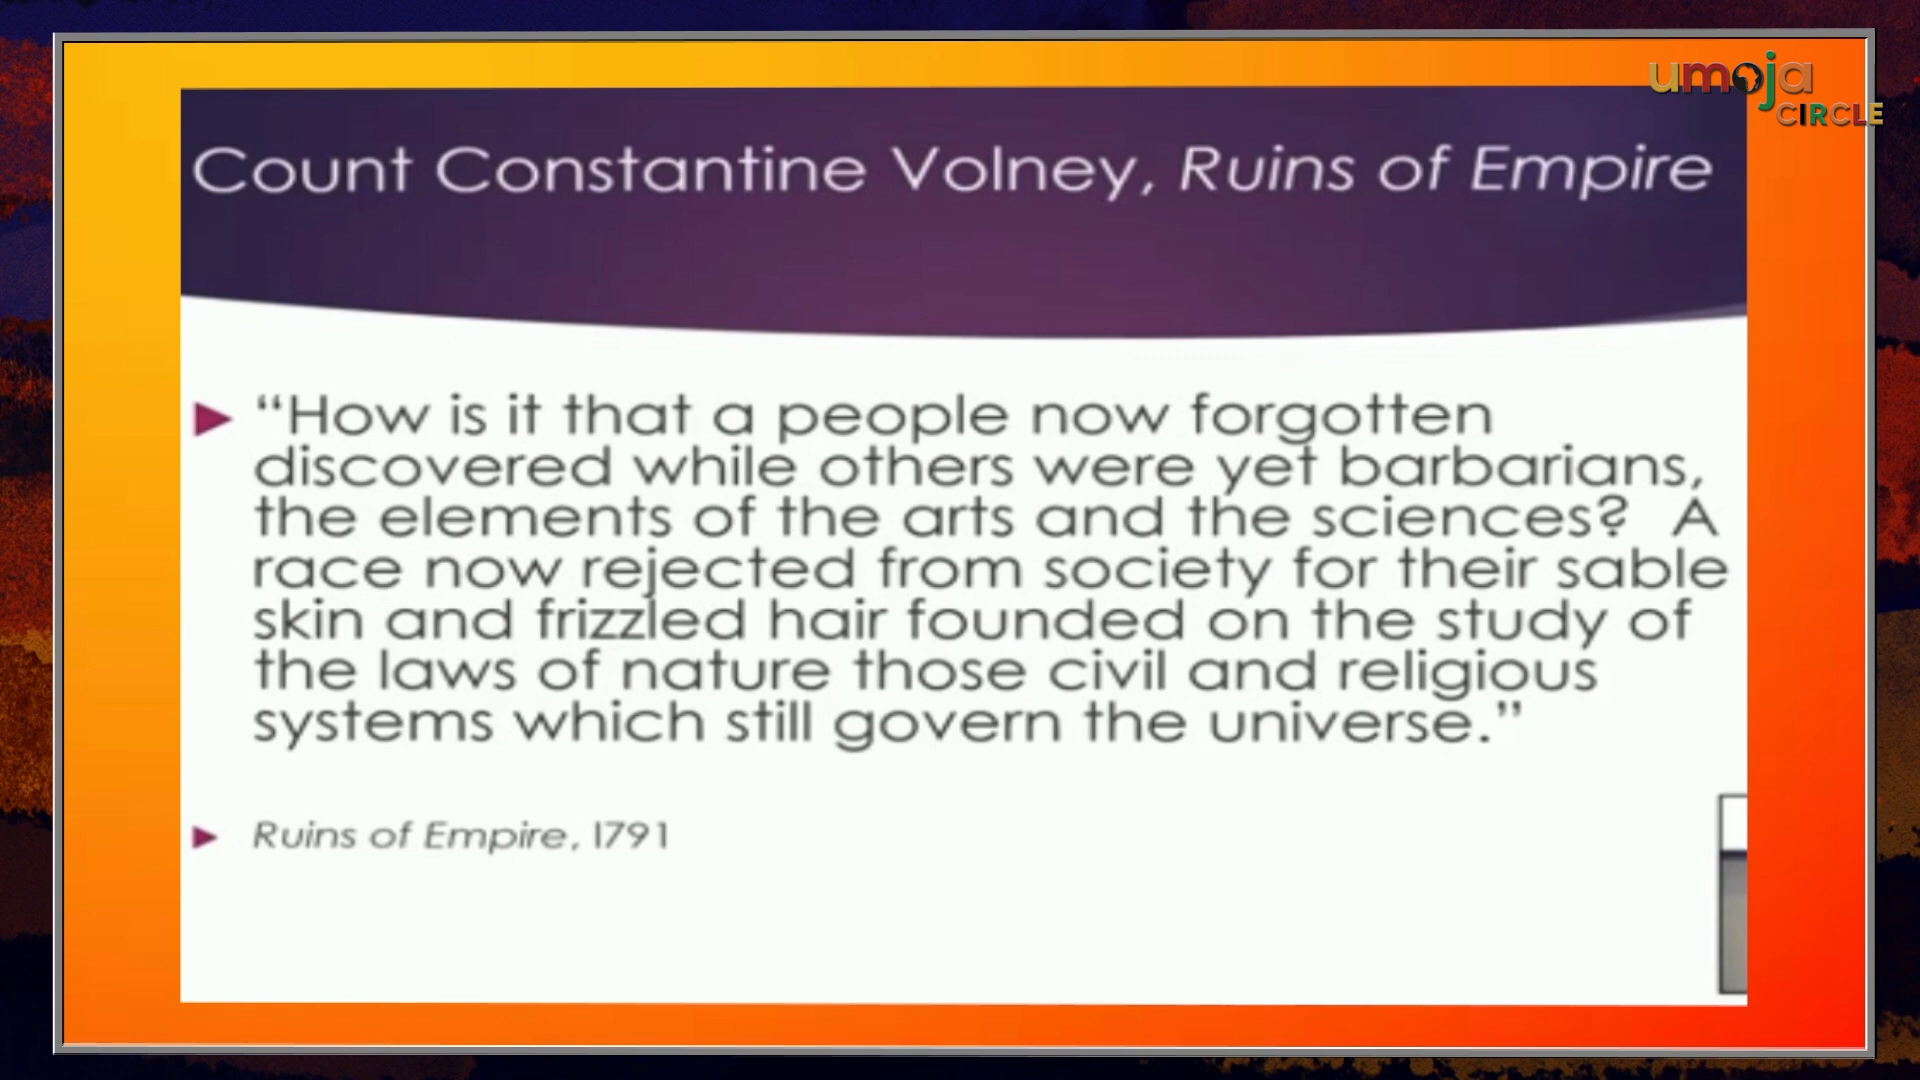 umoja
CIRCLE
Count Constantine Volney, Ruins of Empire
“How is it that a people now forgotten
discovered while others were yet barbarians,
the elements of the arts and the sciences? A
race now rejected from society for their sable
skin and frizzled hair founded on the study of
the laws of nature those civil and religious
systems which still govern the universe.”
Ruins of Empire, 1791